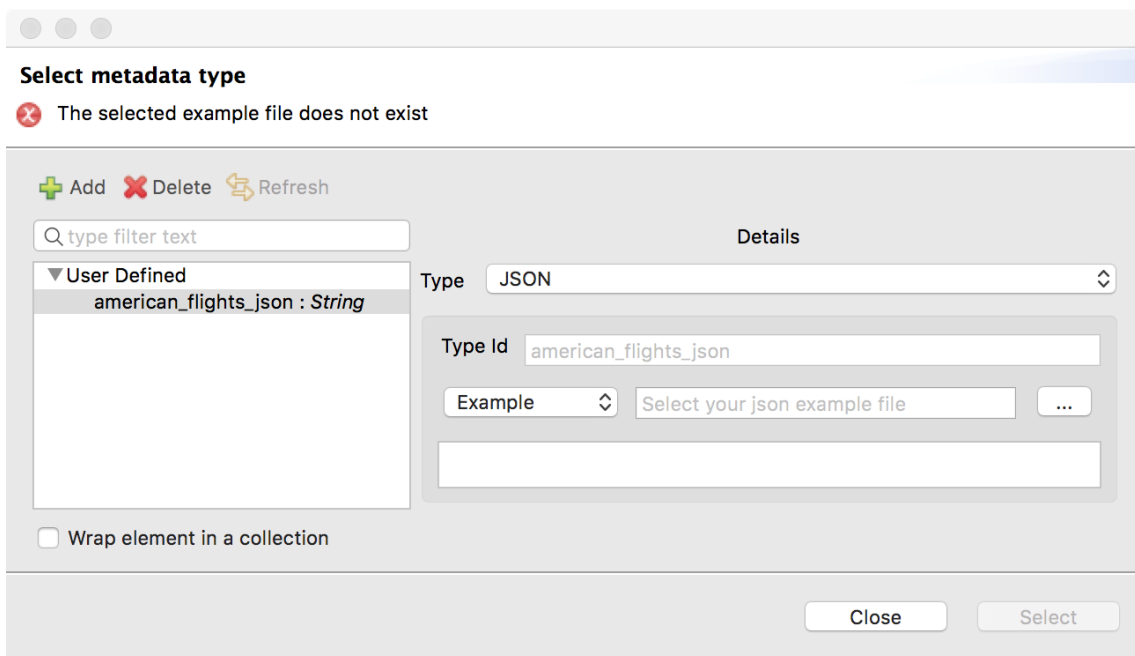 Select metadata type
The selected example file does not exist
Add Delete Refresh
type filter text
Details
User Defined
american_flights_json : String
Type JSON
Type Id american_flights_json
Example Select your json example file ...
Wrap element in a collection
Close Select